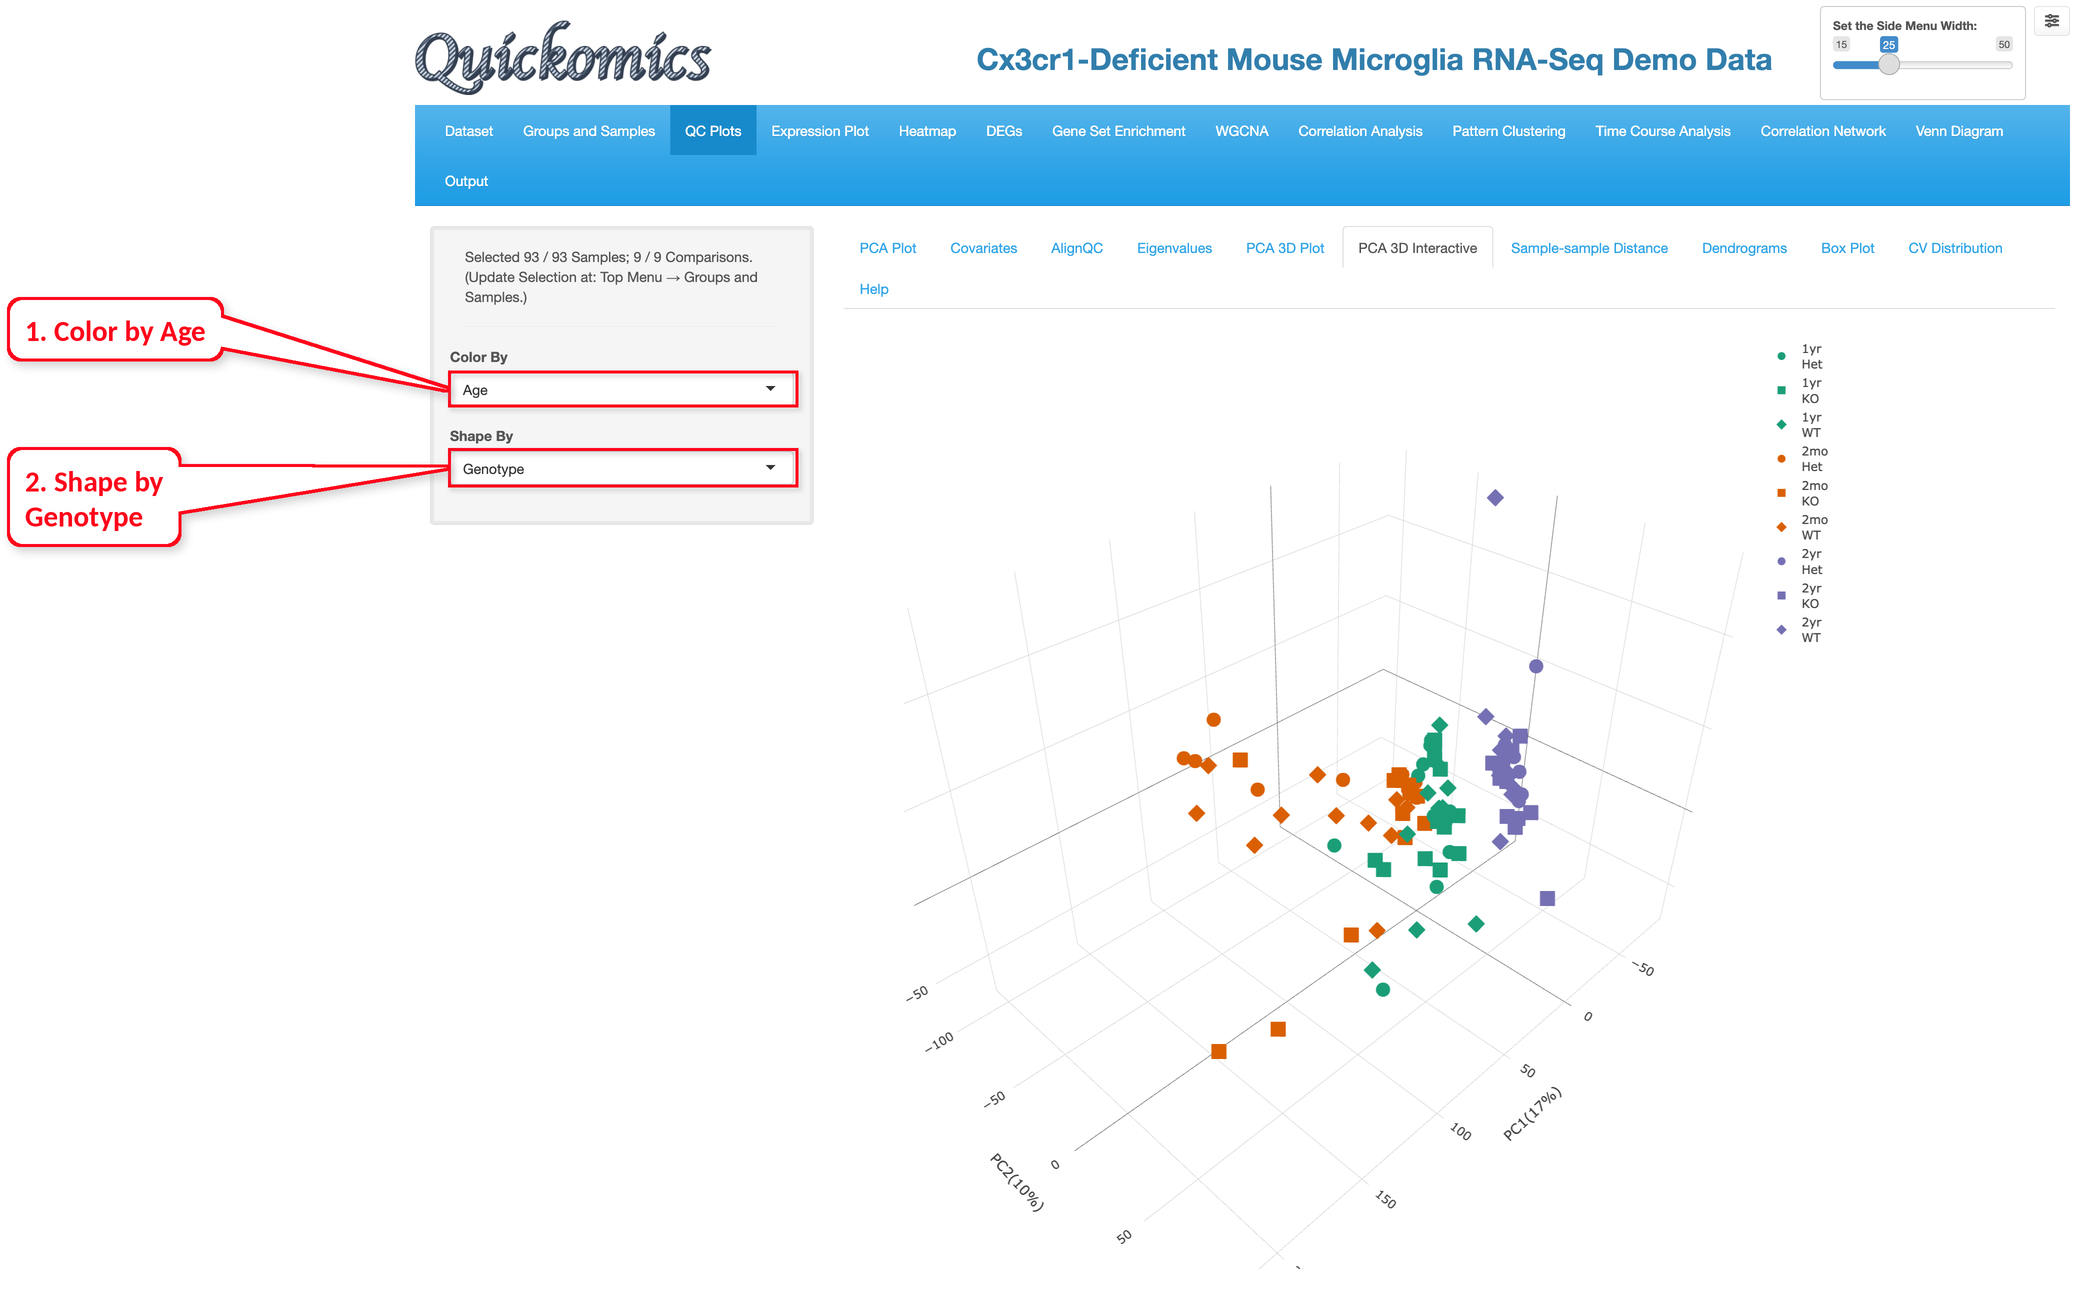 Quickomics
Cx3cr1-Deficient Mouse Microglia RNA-Seq Demo Data
Set the Side Menu Width:
15 25 50
Dataset Groups and Samples QC Plots Expression Plot Heatmap DEGs Gene Set Enrichment WGCNA Correlation Analysis Pattern Clustering Time Course Analysis Correlation Network Venn Diagram
Output
Selected 93 / 93 Samples; 9 / 9 Comparisons.
(Update Selection at: Top Menu → Groups and
Samples.)
1. Color by Age
Color By
Age
Shape By
Genotype
2. Shape by
Genotype
PCA Plot Covariates AlignQC Eigenvalues PCA 3D Plot PCA 3D Interactive Sample-sample Distance Dendrograms Box Plot CV Distribution
Help
1yr
Het
1yr
KO
1yr
WT
2mo
Het
2mo
KO
2mo
WT
2yr
Het
2yr
KO
2yr
WT
−50
−100
−50
0
50
PC2(10%)
−50
0
50
100
150
PC1(17%)